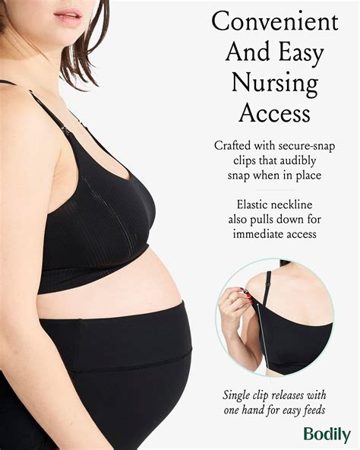 Convenient
And Easy
Nursing
Access
Crafted with secure-snap
clips that audibly
snap when in place
Elastic neckline
also pulls down for
immediate access
Single clip releases with
one hand for easy feeds
Bodily